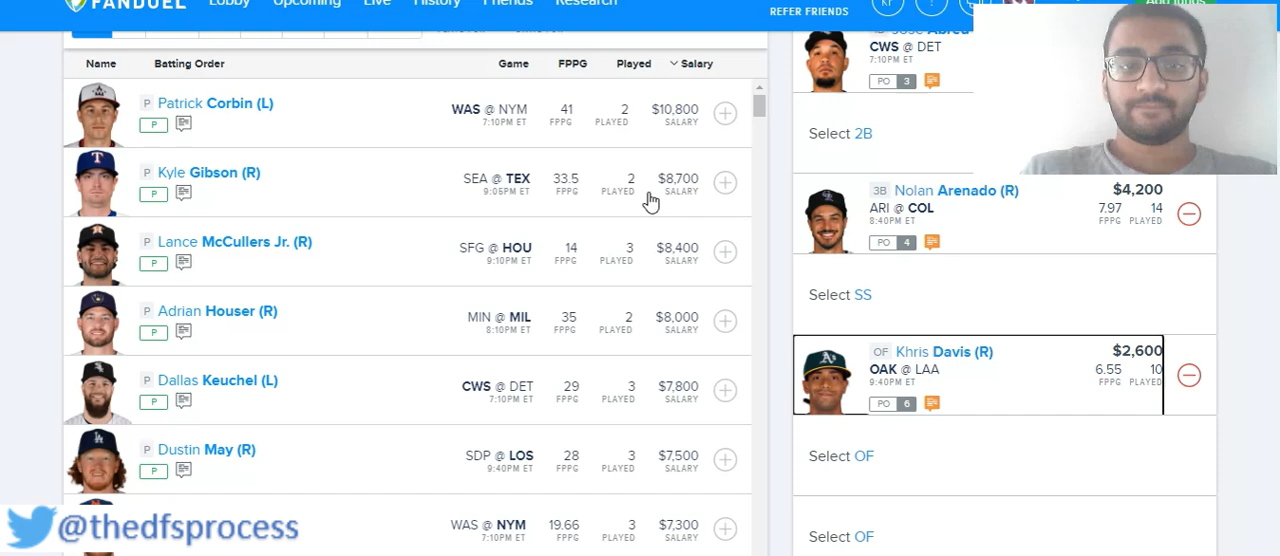 FANDUEL
Lobby Upcoming Live History Friends Research
REFER FRIENDS
Add funds
Name Batting Order Game FPPG Played Salary
P Patrick Corbin (L) WAS @ NYM 41 2 $10,800
P 7:10PM ET FPPG PLAYED SALARY
P Kyle Gibson (R) SEA @ TEX 33.5 2 $8,700
P 9:05PM ET FPPG PLAYED SALARY
P Lance McCullers Jr. (R) SFG @ HOU 14 3 $8,400
P 9:10PM ET FPPG PLAYED SALARY
P Adrian Houser (R) MIN @ MIL 35 2 $8,000
P 8:10PM ET FPPG PLAYED SALARY
P Dallas Keuchel (L) CWS @ DET 29 3 $7,800
P 7:10PM ET FPPG PLAYED SALARY
P Dustin May (R) SDP @ LOS 28 3 $7,500
P 9:40PM ET FPPG PLAYED SALARY
WAS @ NYM 19.66 3 $7,300
7:10PM ET FPPG PLAYED SALARY
1B Jose Abreu
CWS @ DET
7:10PM ET
PO 3
Select 2B
3B Nolan Arenado (R) $4,200
ARI @ COL 7.97 14
8:40PM ET FPPG PLAYED
PO 4
Select SS
OF Khris Davis (R) $2,600
OAK @ LAA 6.55 10
9:40PM ET FPPG PLAYED
PO 6
Select OF
Select OF
@thedfsprocess